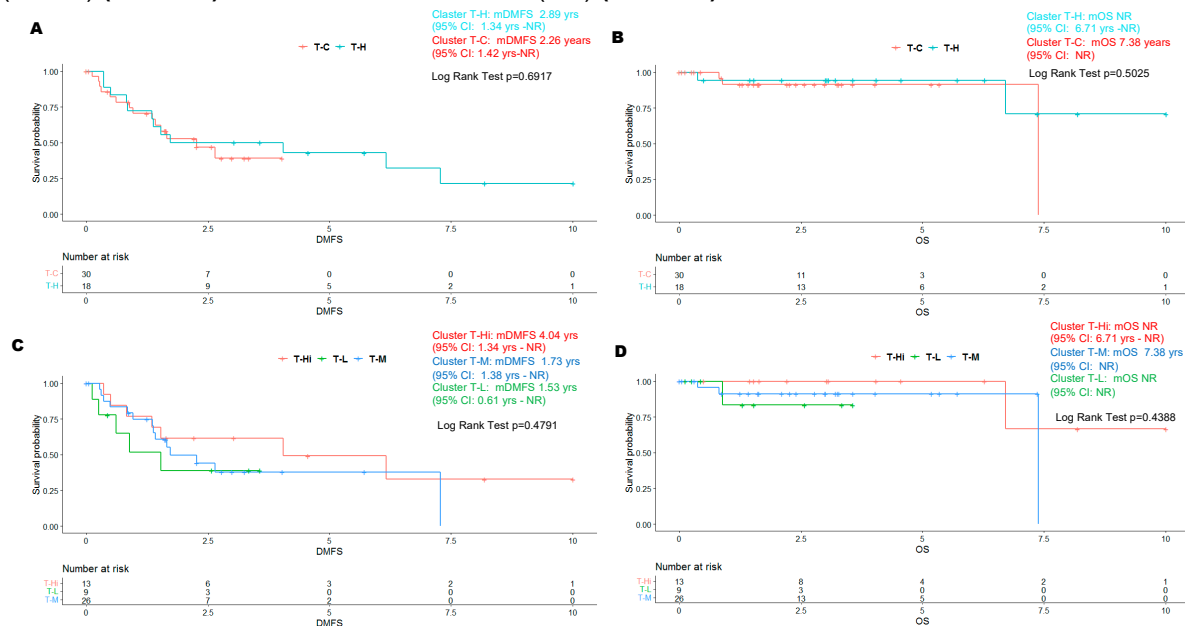 A
Claster T-H: mDMFS 2.89 yrs
(95% CI: 1.34 yrs -NR)
Cluster T-C: mDMFS 2.26 years
(95% CI: 1.42 yrs-NR)
Log Rank Test p=0.6917
T-C T-H
1.00
0.75
0.50
0.25
0.00
Survival probability
0 2.5 5 7.5 10
DMFS
Number at risk
T-C 30 7 0 0 0
T-H 18 9 5 2 1
0 2.5 5 7.5 10
DMFS
B
Claster T-H: mOS NR
(95% CI: 6.71 yrs -NR)
Cluster T-C: mOS 7.38 years
(95% CI: NR)
Log Rank Test p=0.5025
T-C T-H
1.00
0.75
0.50
0.25
0.00
Survival probability
0 2.5 5 7.5 10
OS
Number at risk
T-C 30 11 3 0 0
T-H 18 13 6 2 1
0 2.5 5 7.5 10
OS
C
Cluster T-Hi: mDMFS 4.04 yrs
(95% CI: 1.34 yrs - NR)
Cluster T-M: mDMFS 1.73 yrs
(95% CI: 1.38 yrs - NR)
Cluster T-L: mDMFS 1.53 yrs
(95% CI: 0.61 yrs - NR)
Log Rank Test p=0.4791
T-Hi T-L T-M
1.00
0.75
0.50
0.25
0.00
Survival probability
0 2.5 5 7.5 10
DMFS
Number at risk
T-Hi 13 6 3 2 1
T-L 9 3 0 0 0
T-M 26 7 2 0 0
0 2.5 5 7.5 10
DMFS
D
Cluster T-Hi: mOS NR
(95% CI: 6.71 yrs - NR)
Cluster T-M: mOS 7.38 yrs
(95% CI: NR)
Cluster T-L: mOS NR
(95% CI: NR)
Log Rank Test p=0.4388
T-Hi T-L T-M
1.00
0.75
0.50
0.25
0.00
Survival probability
0 2.5 5 7.5 10
OS
Number at risk
T-Hi 13 8 4 2 1
T-L 9 3 0 0 0
T-M 26 13 5 0 0
0 2.5 5 7.5 10
OS